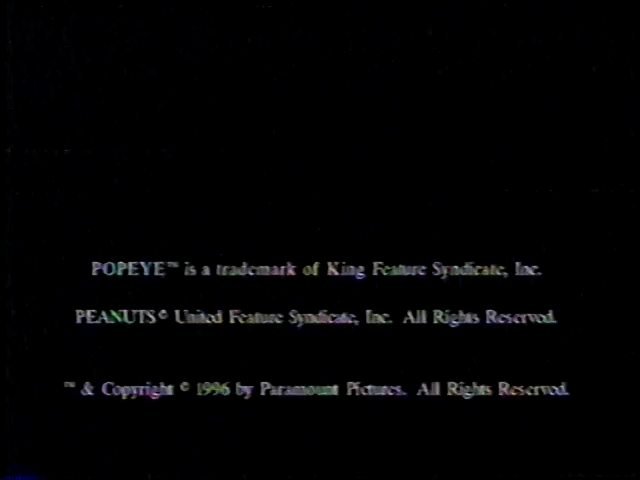 POPEYE™ is a trademark of King Feature Syndicate, Inc.
PEANUTS© United Feature Syndicate, Inc. All Rights Reserved.
™ & Copyright © 1996 by Paramount Pictures. All Rights Reserved.